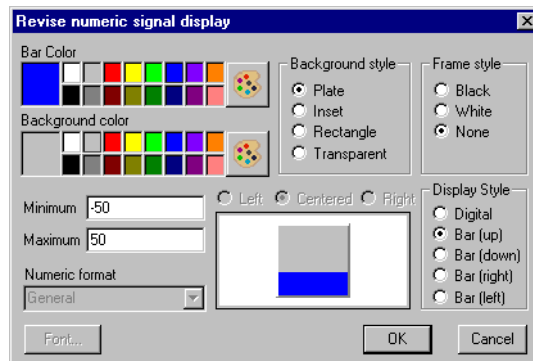 Revise numeric signal display
Bar Color
Background color
Background style
Plate
Inset
Rectangle
Transparent
Frame style
Black
White
None
Minimum -50
Maximum 50
Numeric format
General
Left Centered Right
Display Style
Digital
Bar (up)
Bar (down)
Bar (right)
Bar (left)
Font...
OK
Cancel